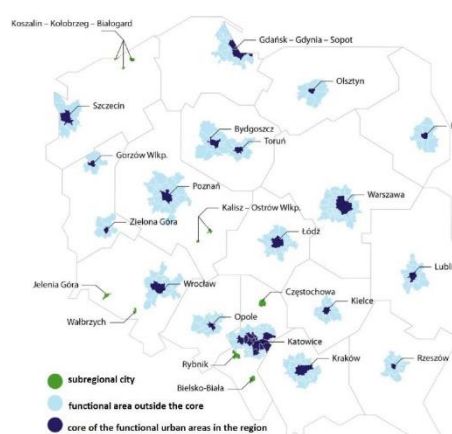 Koszalin – Kołobrzeg – Białogard
Gdańsk – Gdynia – Sopot
Olsztyn
Szczecin
Bydgoszcz
Toruń
Gorzów Wlkp.
Poznań
Warszawa
Kalisz – Ostrów Wlkp.
Zielona Góra
Łódź
Jelenia Góra
Wrocław
Częstochowa
Lubl
Wałbrzych
Opole
Kielce
Katowice
Rybnik
Kraków
Rzeszów
Bielsko-Biała
subregional city
functional area outside the core
core of the functional urban areas in the region